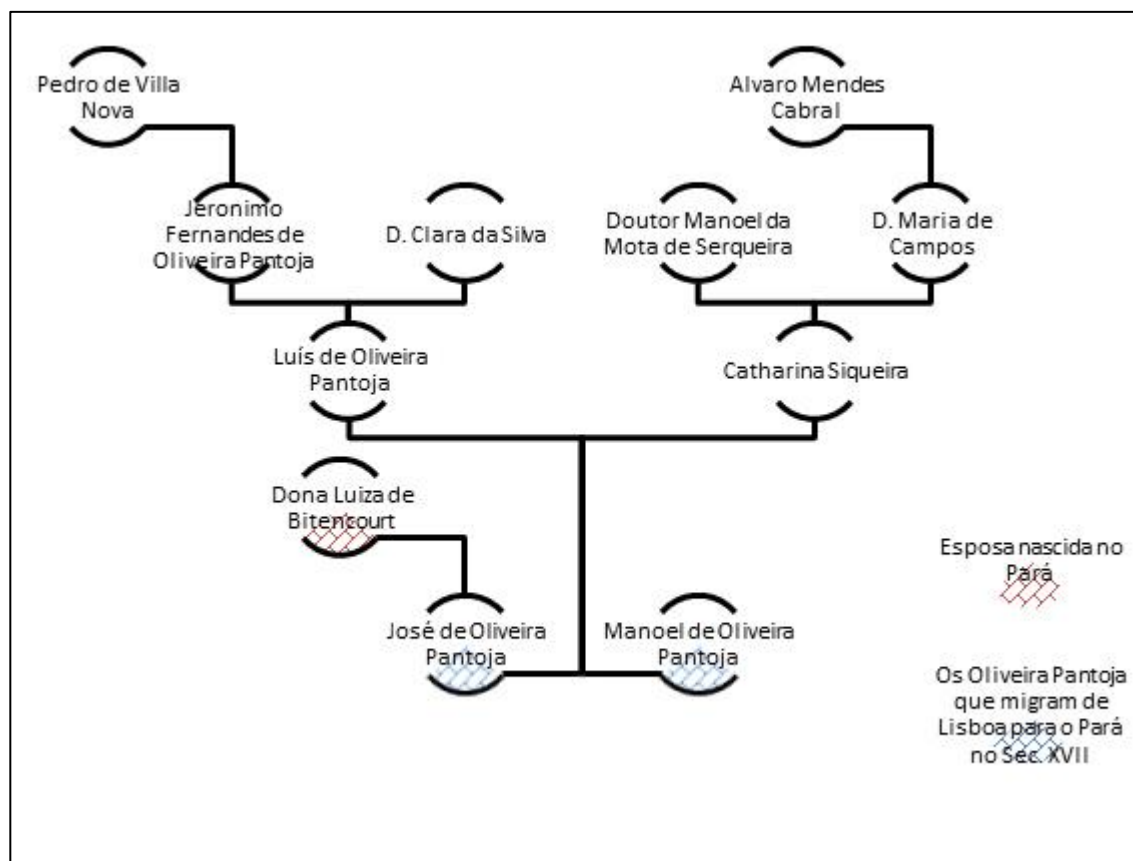 Pedro de Villa
Nova
Alvaro Mendes
Cabral
Jeronimo
Fernandes de
Oliveira Pantoja
D. Clara da Silva
Doutor Manoel da
Mota de Serqueira
D. Maria de
Campos
Luís de Oliveira
Pantoja
Catharina Siqueira
Dona Luiza de
Bitencourt
José de Oliveira
Pantoja
Manoel de Oliveira
Pantoja
Esposa nascida no
Pará
Os Oliveira Pantoja
que migram de
Lisboa para o Pará
no Sec. XVII